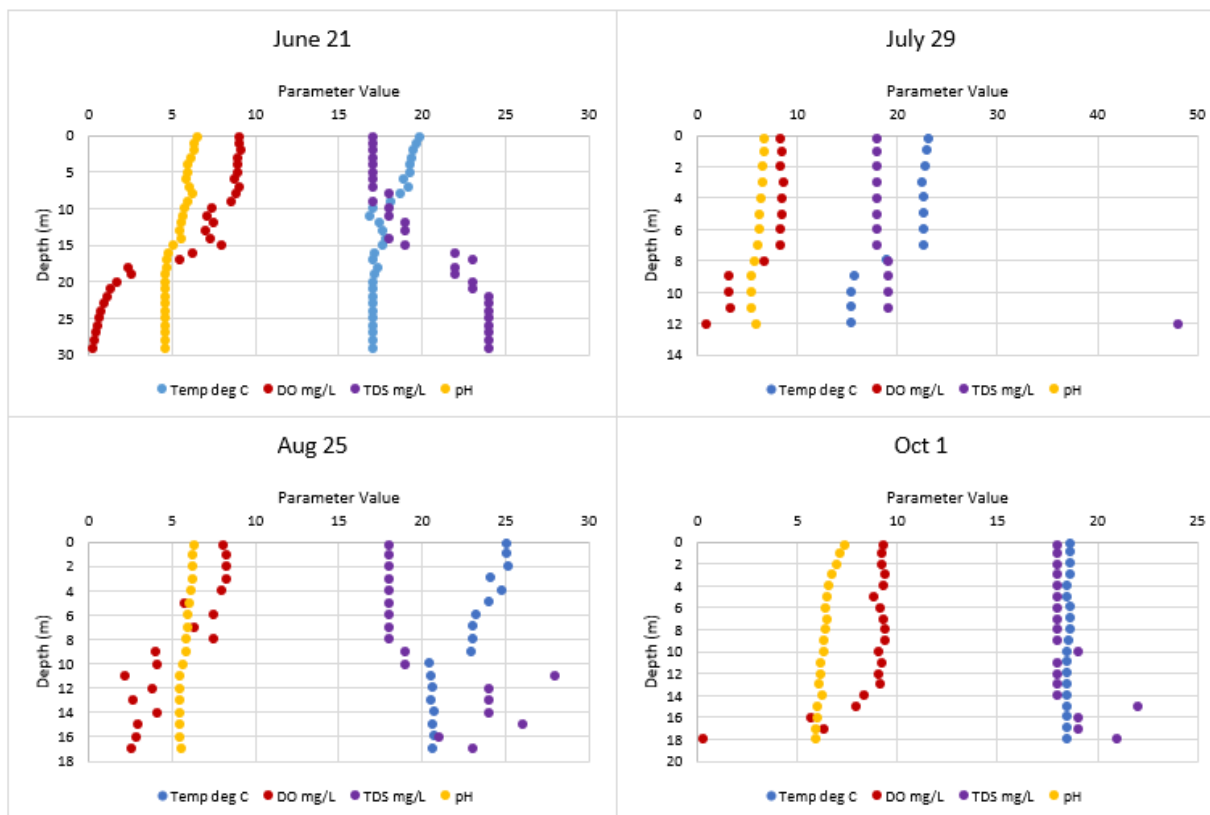 June 21
Parameter Value
0 5 10 15 20 25 30
Depth (m)
0
5
10
15
20
25
30
Temp deg C DO mg/L TDS mg/L pH
July 29
Parameter Value
0 10 20 30 40 50
Depth (m)
0
2
4
6
8
10
12
14
Temp deg C DO mg/L TDS mg/L pH
Aug 25
Parameter Value
0 5 10 15 20 25 30
Depth (m)
0
2
4
6
8
10
12
14
16
18
Temp deg C DO mg/L TDS mg/L pH
Oct 1
Parameter Value
0 5 10 15 20 25
Depth (m)
0
2
4
6
8
10
12
14
16
18
20
Temp deg C DO mg/L TDS mg/L pH